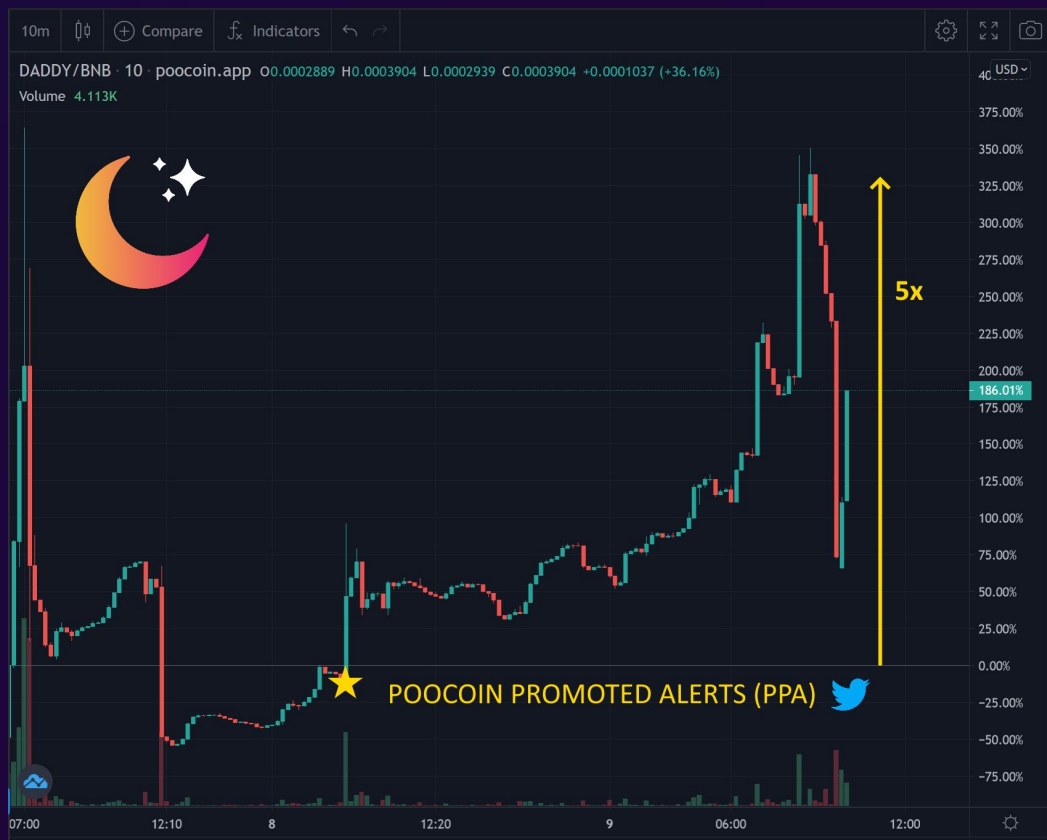 10m Compare Indicators
DADDY/BNB · 10 · poocoin.app O0.0002889 H0.0003904 L0.0002939 C0.0003904 +0.0001037 (+36.16%)
Volume 4.113K
USD
375.00%
350.00%
325.00%
300.00%
275.00%
5x
250.00%
225.00%
200.00%
186.01%
175.00%
150.00%
125.00%
100.00%
75.00%
50.00%
25.00%
0.00%
POOCOIN PROMOTED ALERTS (PPA)
−25.00%
−50.00%
−75.00%
07:00 12:10 8 12:20 9 06:00 12:00